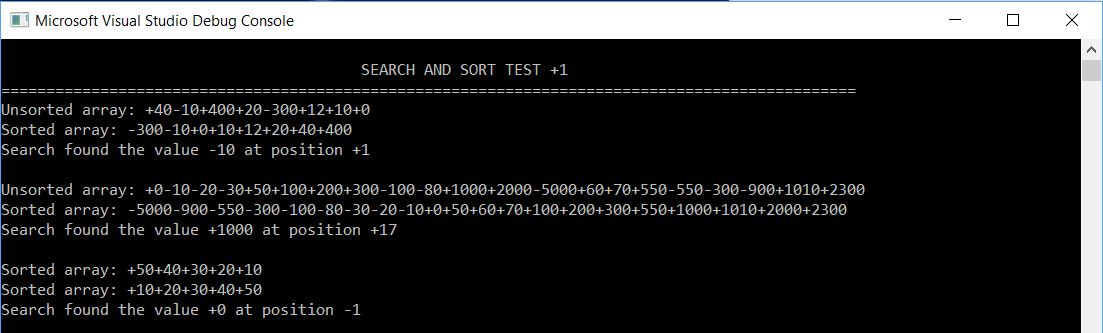 Microsoft Visual Studio Debug Console
SEARCH AND SORT TEST +1
===============================================================================================
Unsorted array: +40-10+400+20-300+12+10+0
Sorted array: -300-10+0+10+12+20+40+400
Search found the value -10 at position +1
Unsorted array: +0-10-20-30+50+100+200+300-100-80+1000+2000-5000+60+70+550-550-300-900+1010+2300
Sorted array: -5000-900-550-300-100-80-30-20-10+0+50+60+70+100+200+300+550+1000+1010+2000+2300
Search found the value +1000 at position +17
Sorted array: +50+40+30+20+10
Sorted array: +10+20+30+40+50
Search found the value +0 at position -1